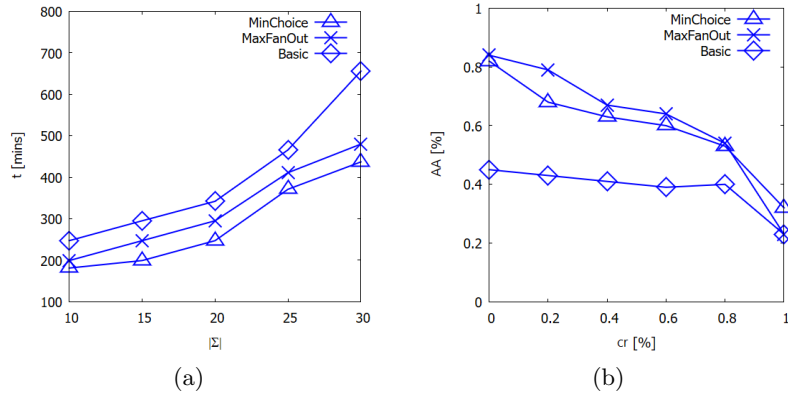 MinChoice
MaxFanOut
Basic
800
700
600
500
400
300
200
100
t [mins]
10
15
20
25
30
|Σ|
(a)
MinChoice
MaxFanOut
Basic
1
0.8
0.6
0.4
0.2
0
AA [%]
0
0.2
0.4
0.6
0.8
1
cr [%]
(b)